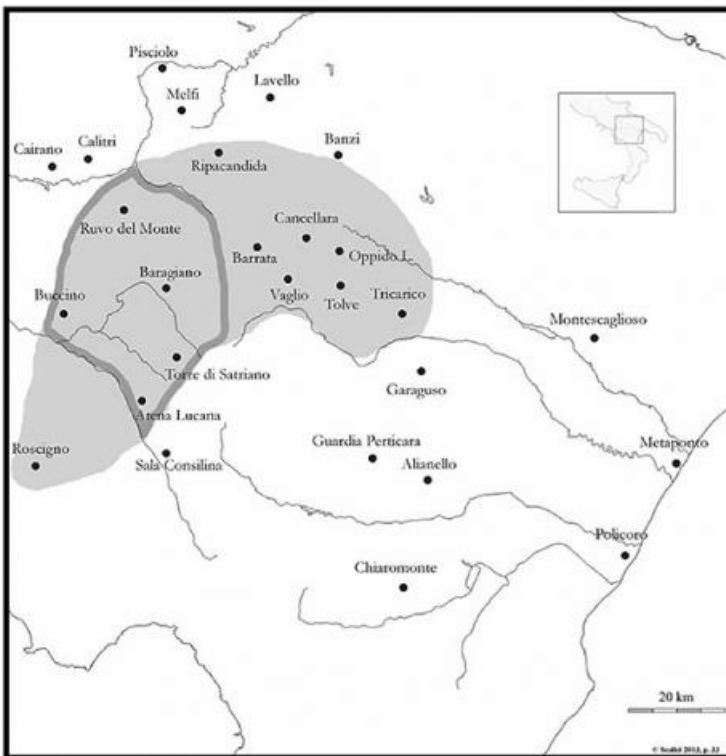 Pisciolo
Lavello
Melfi
Calitri
Cairano
Banzi
Ripacandida
Cancellara
Ruvo del Monte
Oppido L.
Barrata
Baragiano
Vaglio
Tolve
Tricarico
Buccino
Montescaglioso
Torre di Satriano
Garaguso
Arena Lucana
Guardia Perticara
Metaponto
Roscigno
Sala Consilina
Alianello
Policoro
Chiaromonte
20 km